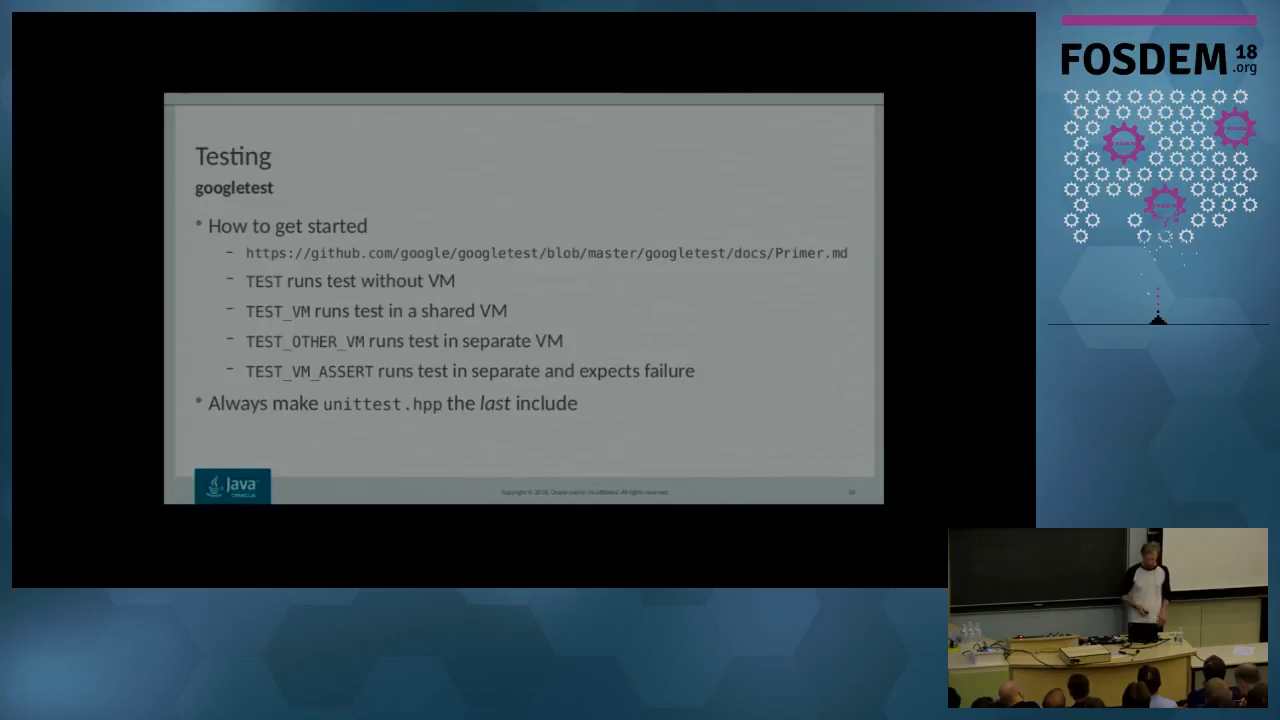 Testing
googletest
• How to get started
– https://github.com/google/googletest/blob/master/googletest/docs/Primer.md
– TEST runs test without VM
– TEST_VM runs test in a shared VM
– TEST_OTHER_VM runs test in separate VM
– TEST_VM_ASSERT runs test in separate and expects failure
• Always make unittest.hpp the last include
Java
ORACLE
Copyright © 2018, Oracle and/or its affiliates. All rights reserved.
FOSDEM 18
.org